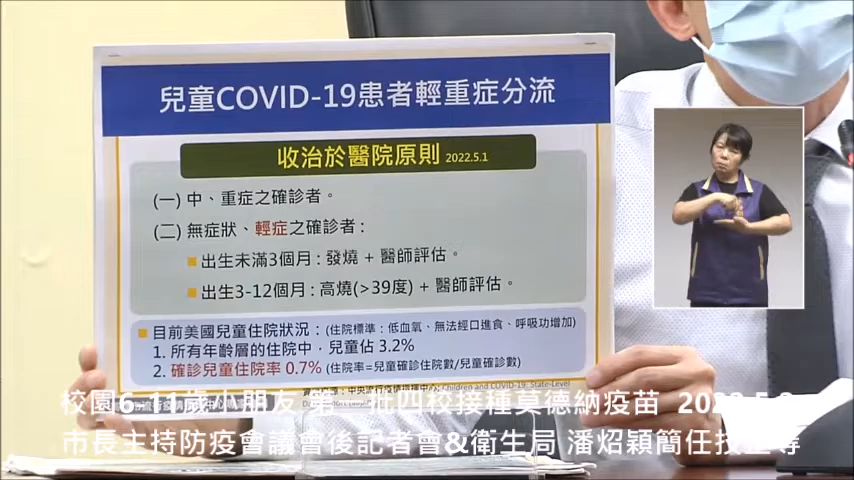 兒童COVID-19患者輕重症分流
收治於醫院原則 2022.5.1
(一) 中、重症之確診者。
(二) 無症狀、輕症之確診者：
出生未滿3個月：發燒 + 醫師評估。
出生3-12個月：高燒(>39度) + 醫師評估。
目前美國兒童住院狀況：(住院標準：低血氧、無法經口進食、呼吸功增加)
1. 所有年齡層的住院中，兒童佔 3.2%
2. 確診兒童住院率 0.7% (住院率=兒童確診住院數/兒童確診數)
Children and COVID-19: State-Level
校園6-11歲小朋友 第一批四校接種莫德納疫苗
市長主持防疫會議會後記者會&衛生局 潘炤穎簡任技正專